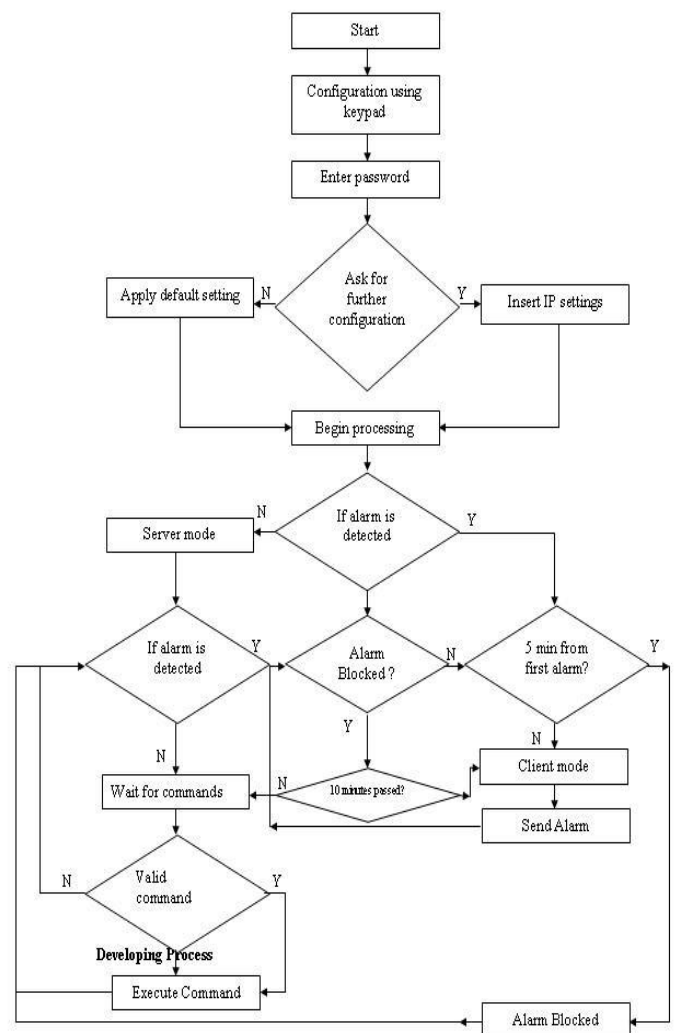 Start
Configuration using
keypad
Enter password
Ask for
further
configuration
N
Y
Apply default setting
Insert IP settings
Begin processing
If alarm is
detected
N
Y
Server mode
If alarm is
detected
Y
Alarm
Blocked ?
N
5 min from
first alarm?
Y
N
Y
N
Wait for commands
N
10 minutes passed?
Client mode
Send Alarm
Valid
command
N
Y
Developing Process
Execute Command
Alarm Blocked